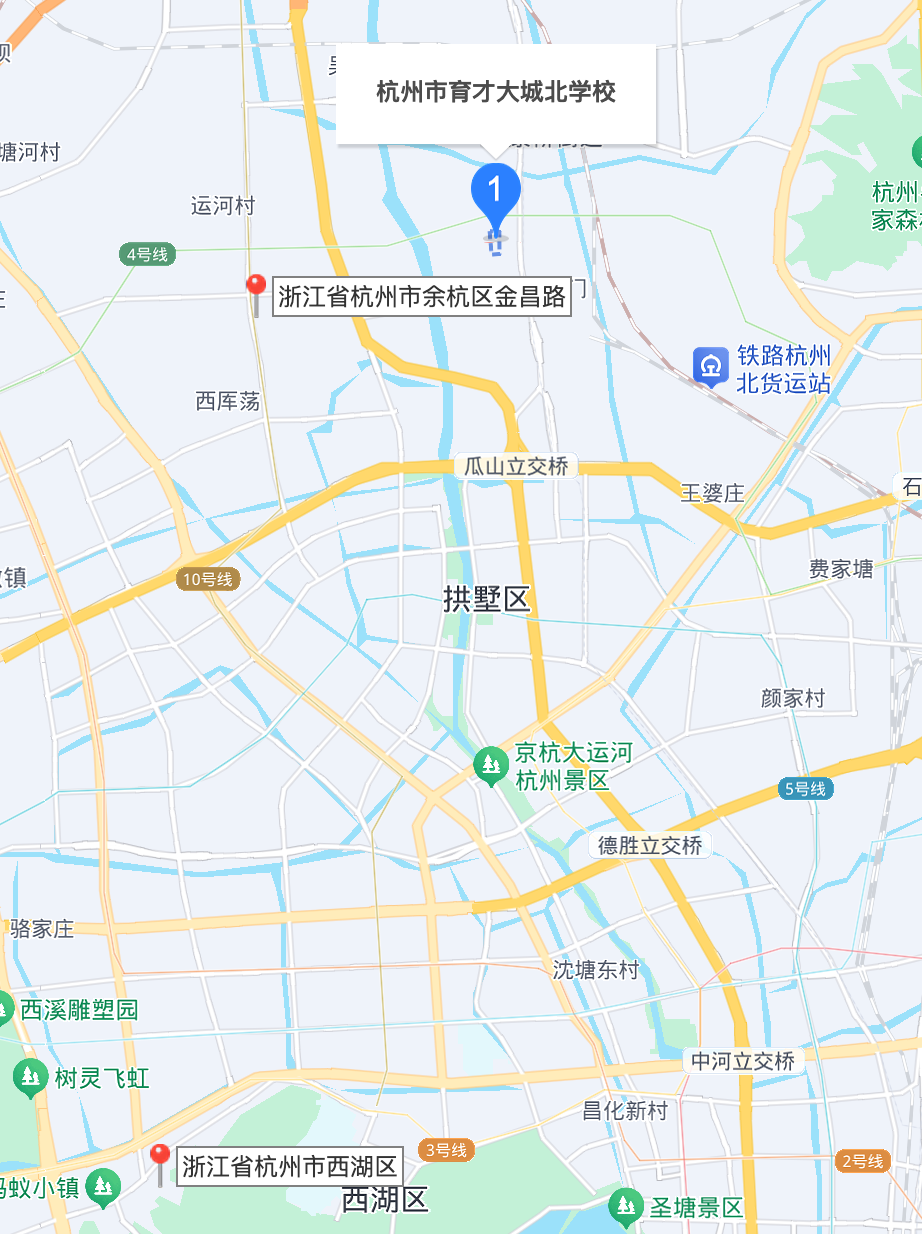 杭州市育才大城北学校
塘河村
运河村
1
杭州
家森
4号线
浙江省杭州市余杭区金昌路
门
铁路杭州
北货运站
西厍荡
瓜山立交桥
王婆庄
石
10号线
镇
费家塘
拱墅区
颜家村
京杭大运河
杭州景区
5号线
德胜立交桥
骆家庄
沈塘东村
西溪雕塑园
中河立交桥
树灵飞虹
昌化新村
3号线
2号线
浙江省杭州市西湖区
蚂蚁小镇
西湖区
圣塘景区